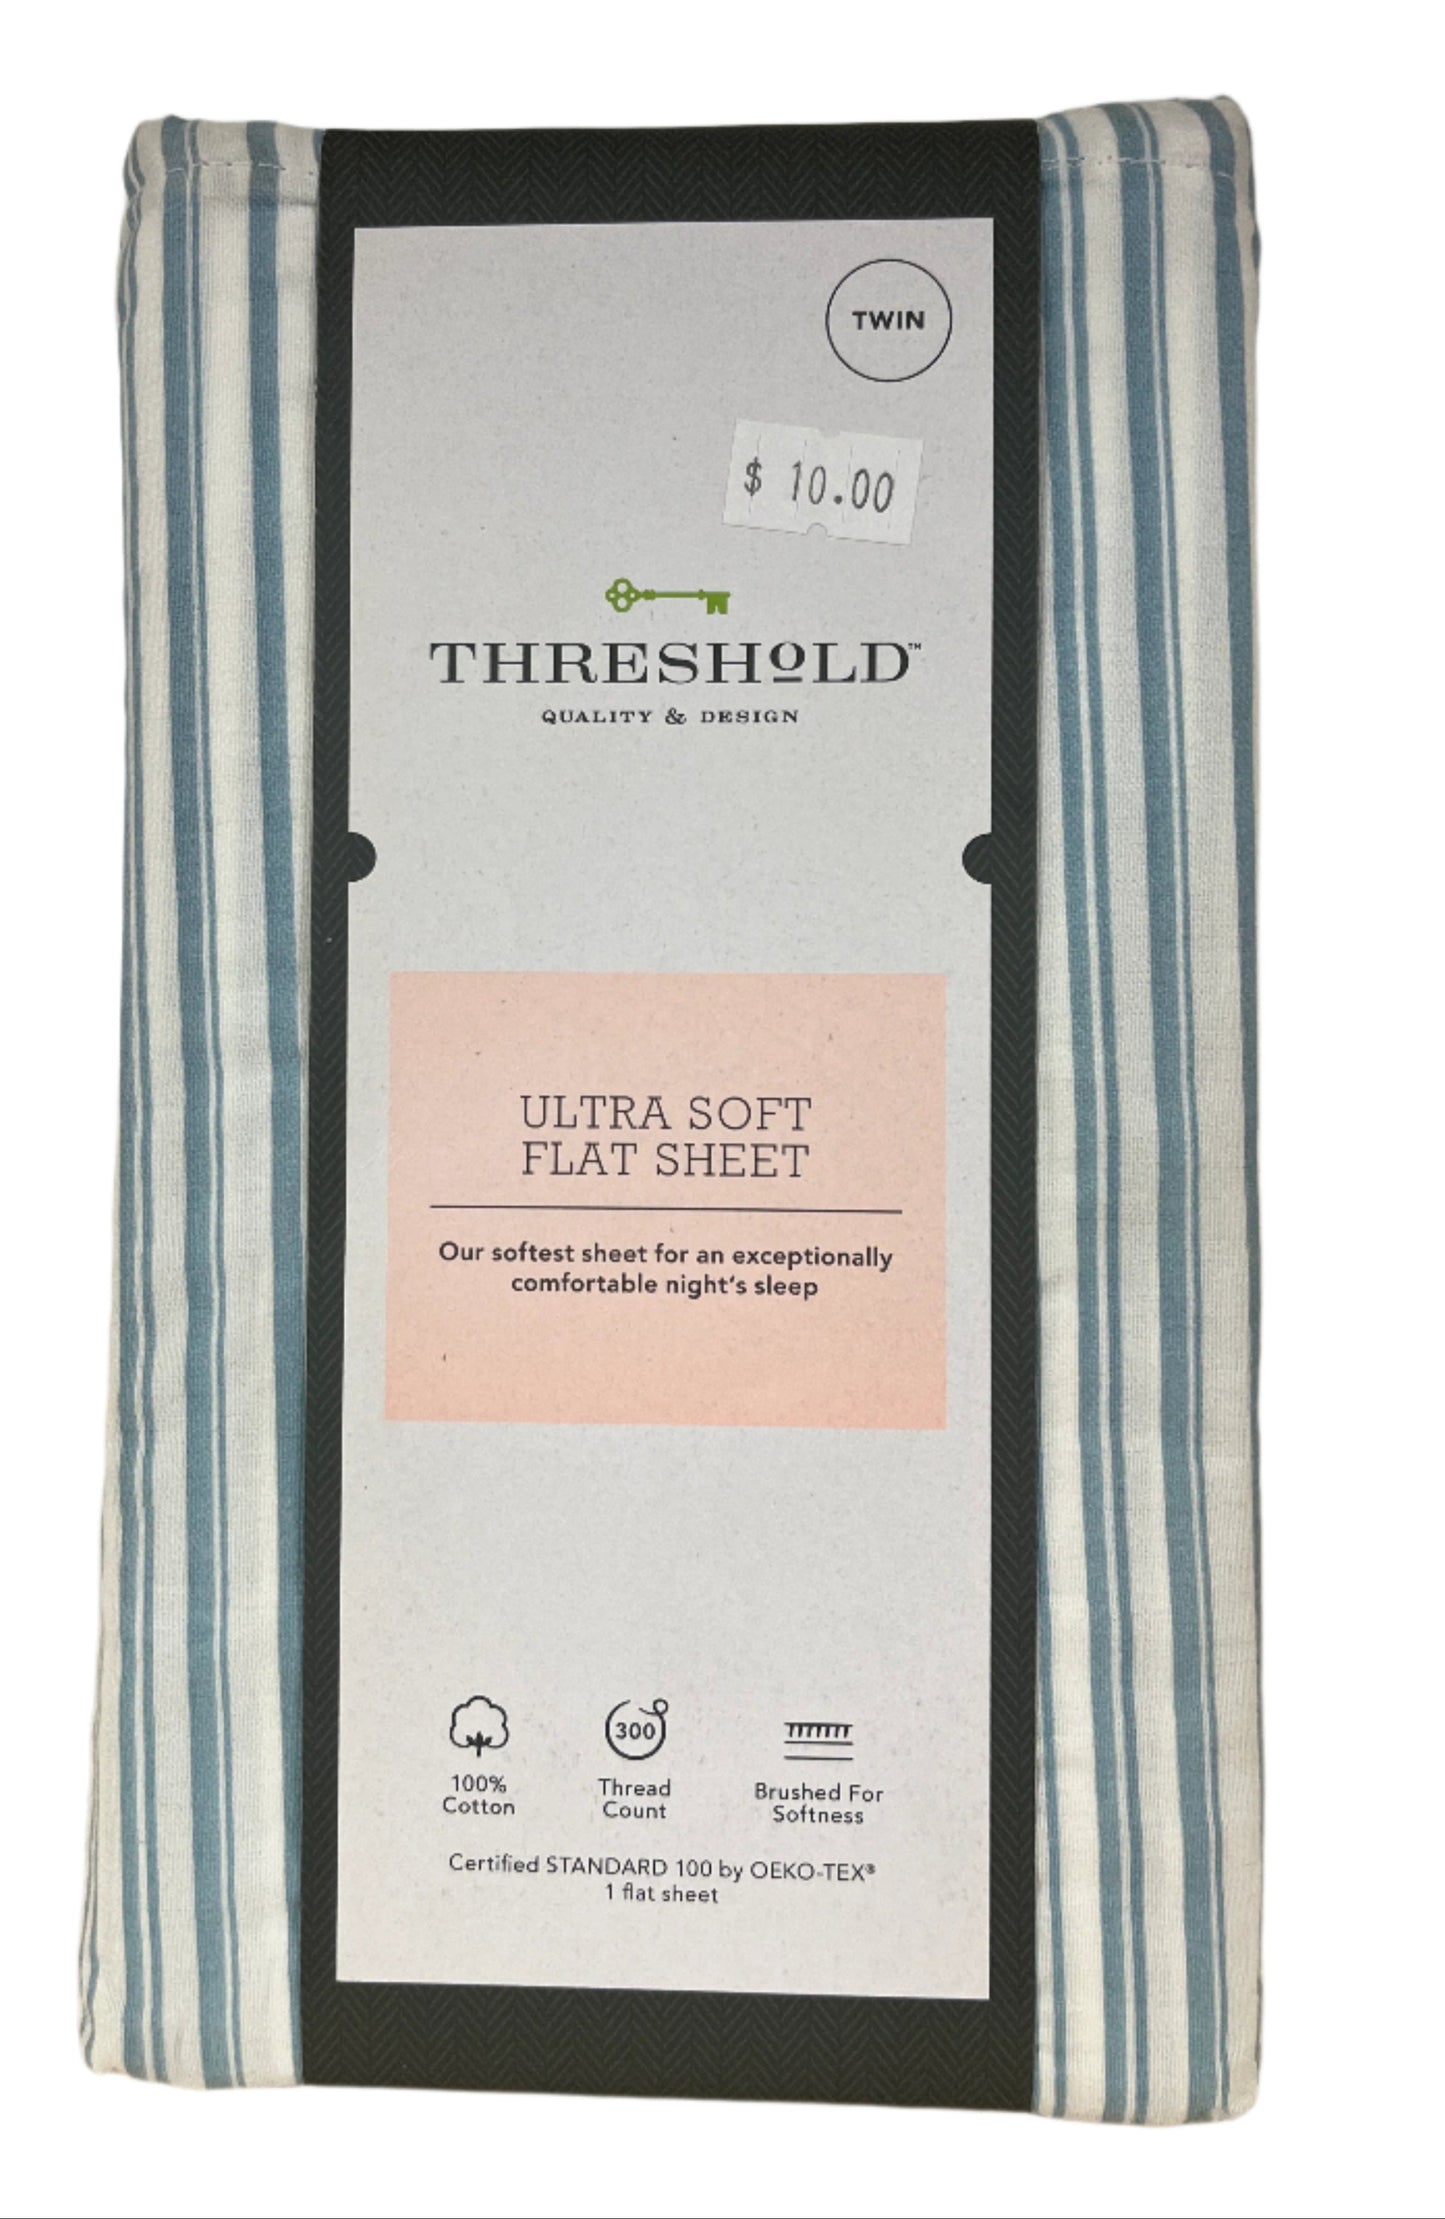 TWIN
$ 10.00
THRESHOLD™
QUALITY & DESIGN
ULTRA SOFT
FLAT SHEET
Our softest sheet for an exceptionally
comfortable night's sleep
100%
Cotton
300
Thread
Count
Brushed For
Softness
Certified STANDARD 100 by OEKO-TEX®
1 flat sheet